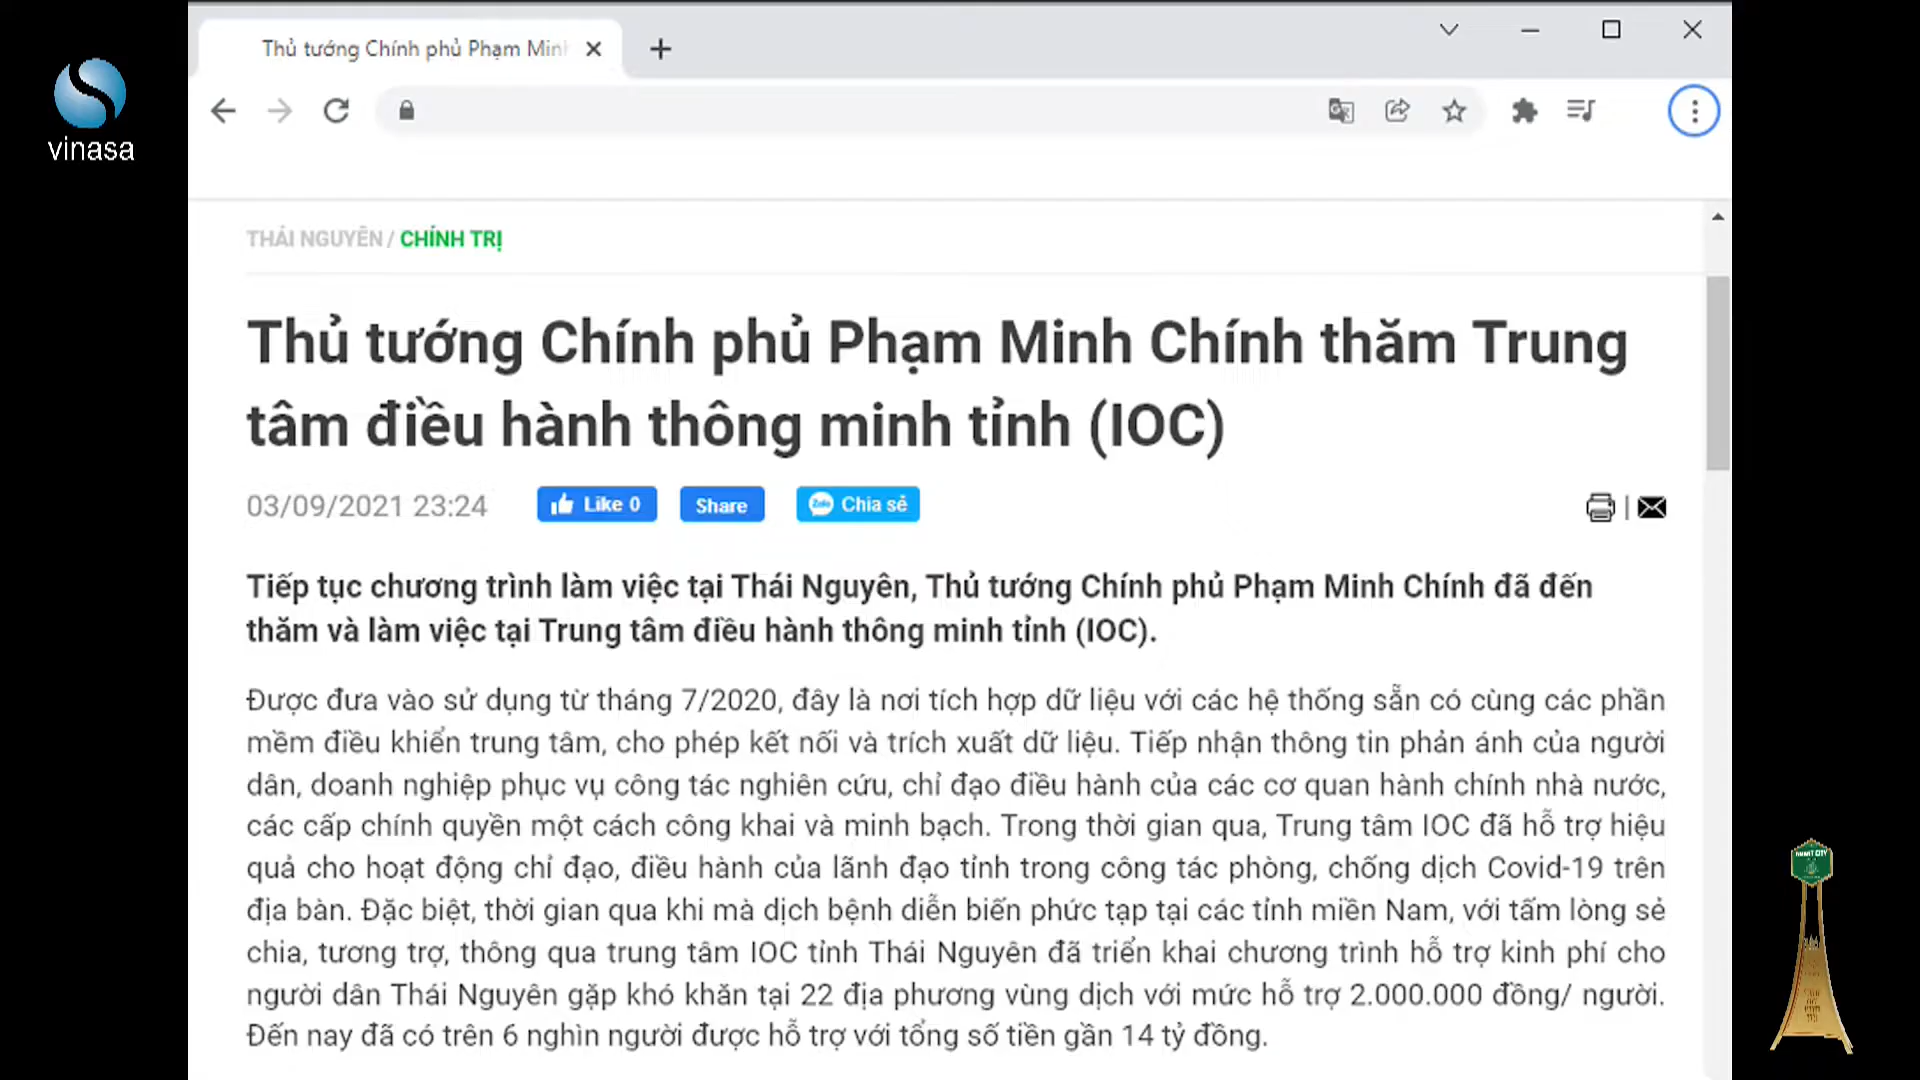 vinasa
Thủ tướng Chính phủ Phạm Minh
THÁI NGUYÊN / CHÍNH TRỊ
Thủ tướng Chính phủ Phạm Minh Chính thăm Trung
tâm điều hành thông minh tỉnh (IOC)
03/09/2021 23:24 Like 0 Share Zalo Chia sẻ
Tiếp tục chương trình làm việc tại Thái Nguyên, Thủ tướng Chính phủ Phạm Minh Chính đã đến
thăm và làm việc tại Trung tâm điều hành thông minh tỉnh (IOC).
Được đưa vào sử dụng từ tháng 7/2020, đây là nơi tích hợp dữ liệu với các hệ thống sẵn có cùng các phần
mềm điều khiển trung tâm, cho phép kết nối và trích xuất dữ liệu. Tiếp nhận thông tin phản ánh của người
dân, doanh nghiệp phục vụ công tác nghiên cứu, chỉ đạo điều hành của các cơ quan hành chính nhà nước,
các cấp chính quyền một cách công khai và minh bạch. Trong thời gian qua, Trung tâm IOC đã hỗ trợ hiệu
quả cho hoạt động chỉ đạo, điều hành của lãnh đạo tỉnh trong công tác phòng, chống dịch Covid-19 trên
địa bàn. Đặc biệt, thời gian qua khi mà dịch bệnh diễn biến phức tạp tại các tỉnh miền Nam, với tấm lòng sẻ
chia, tương trợ, thông qua trung tâm IOC tỉnh Thái Nguyên đã triển khai chương trình hỗ trợ kinh phí cho
người dân Thái Nguyên gặp khó khăn tại 22 địa phương vùng dịch với mức hỗ trợ 2.000.000 đồng/ người.
Đến nay đã có trên 6 nghìn người được hỗ trợ với tổng số tiền gần 14 tỷ đồng.
SMART CITY